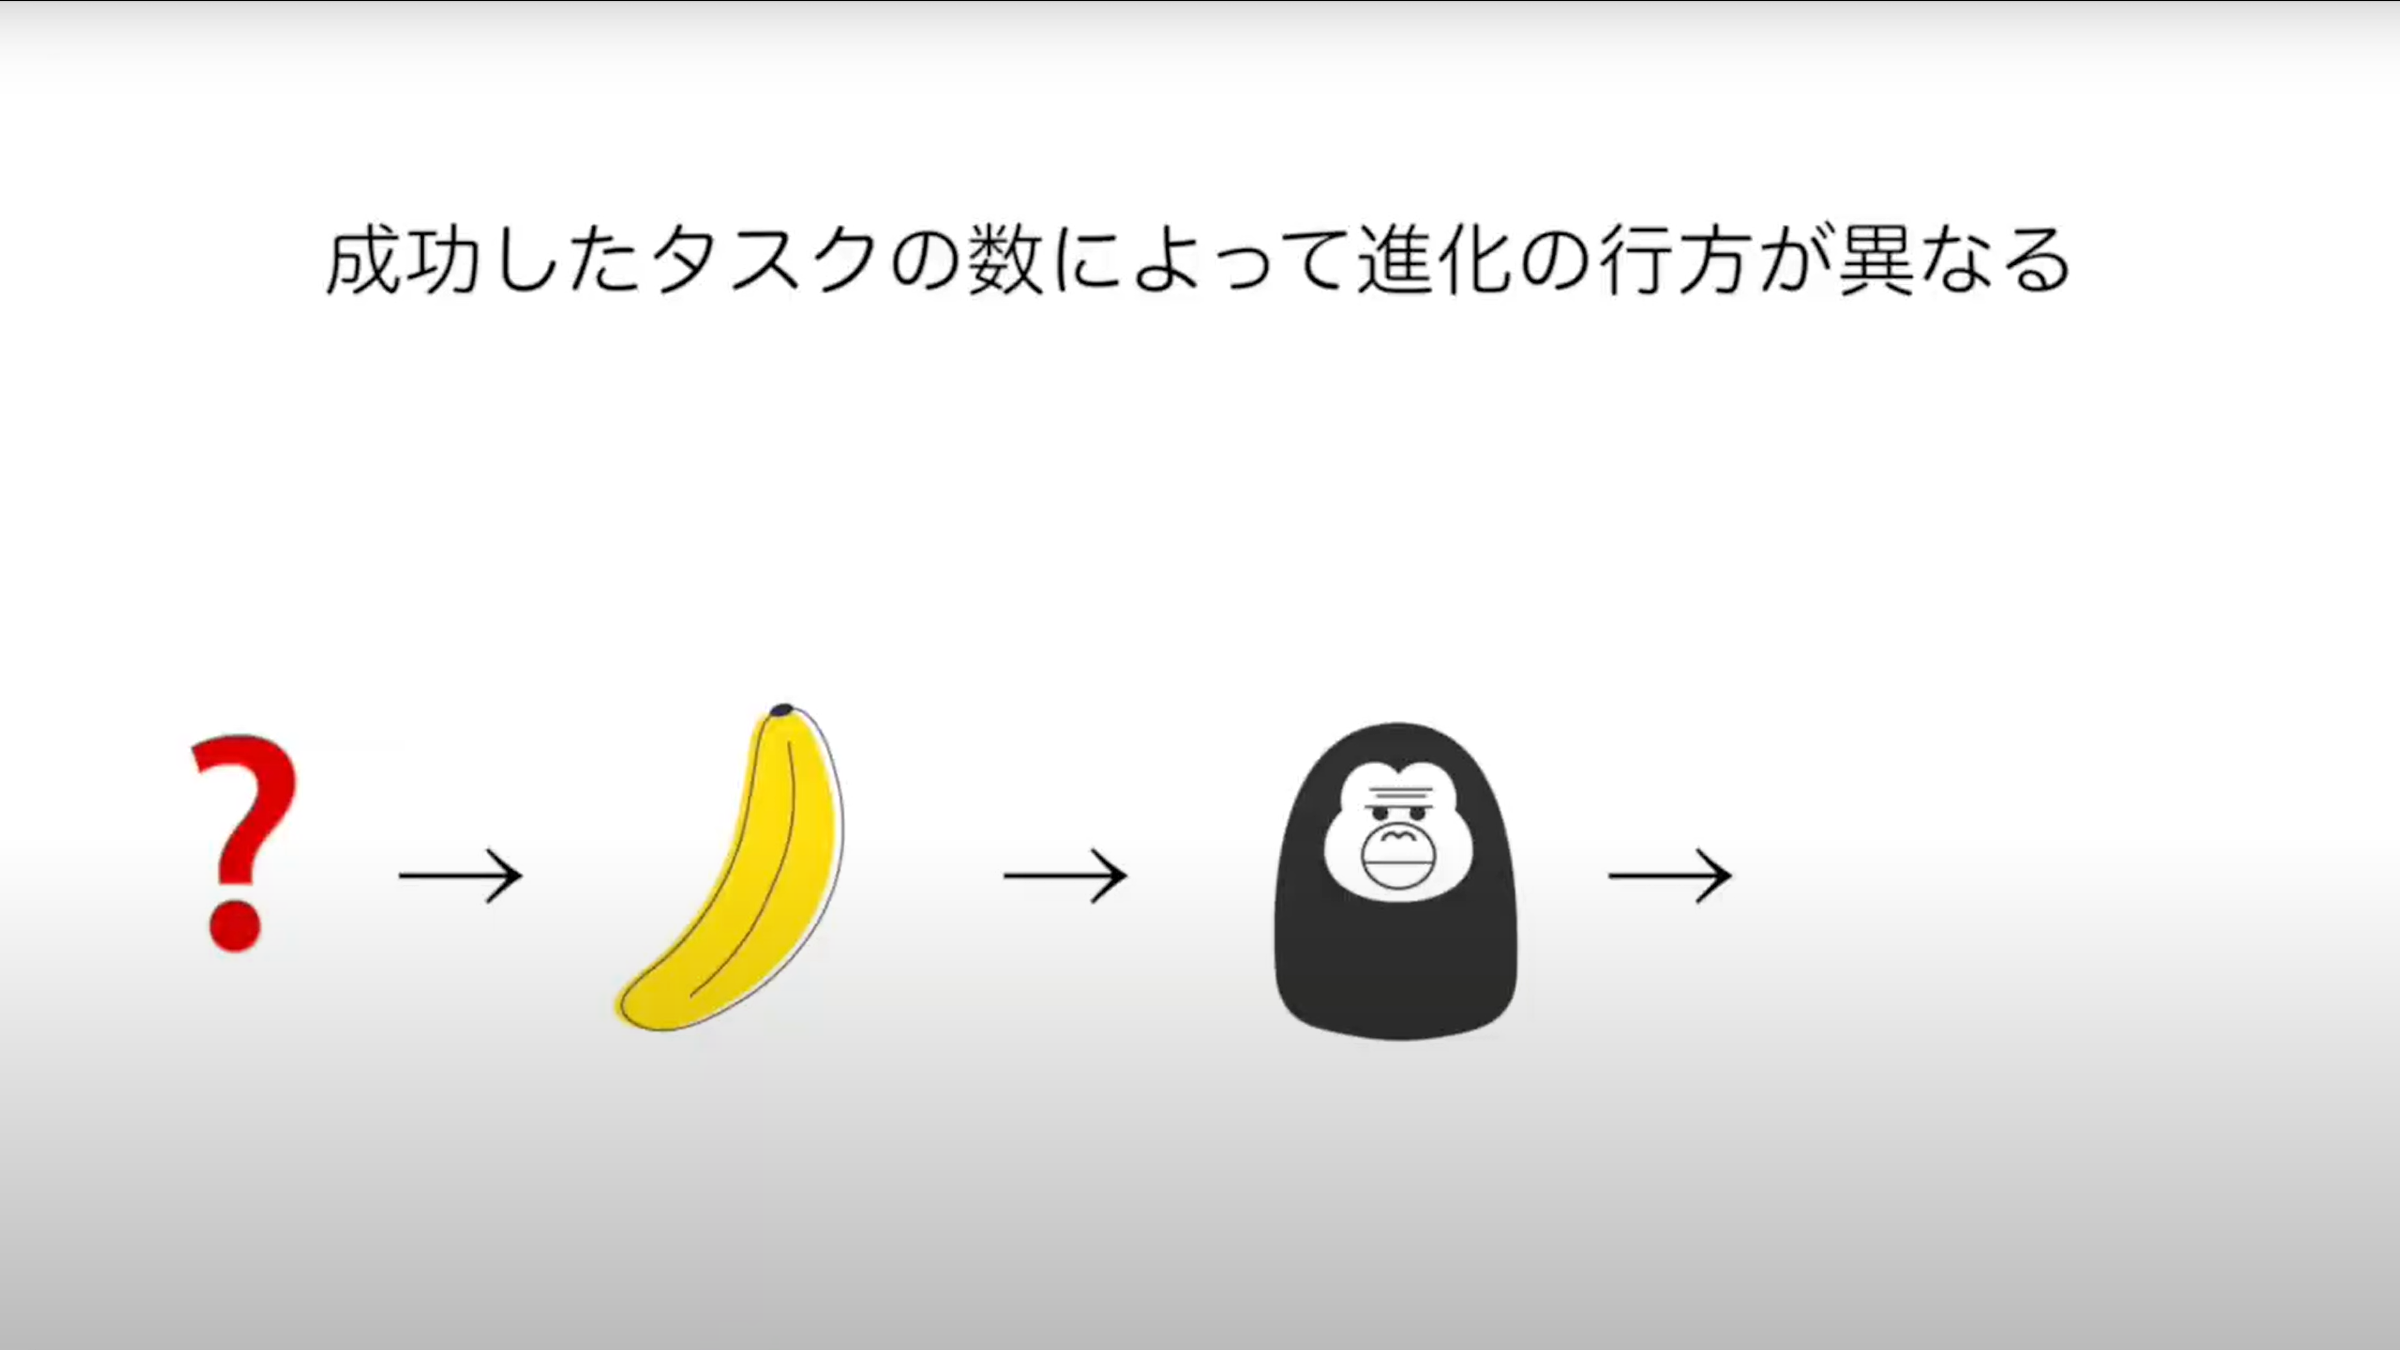 成功したタスクの数によって進化の行方が異なる
? → → →